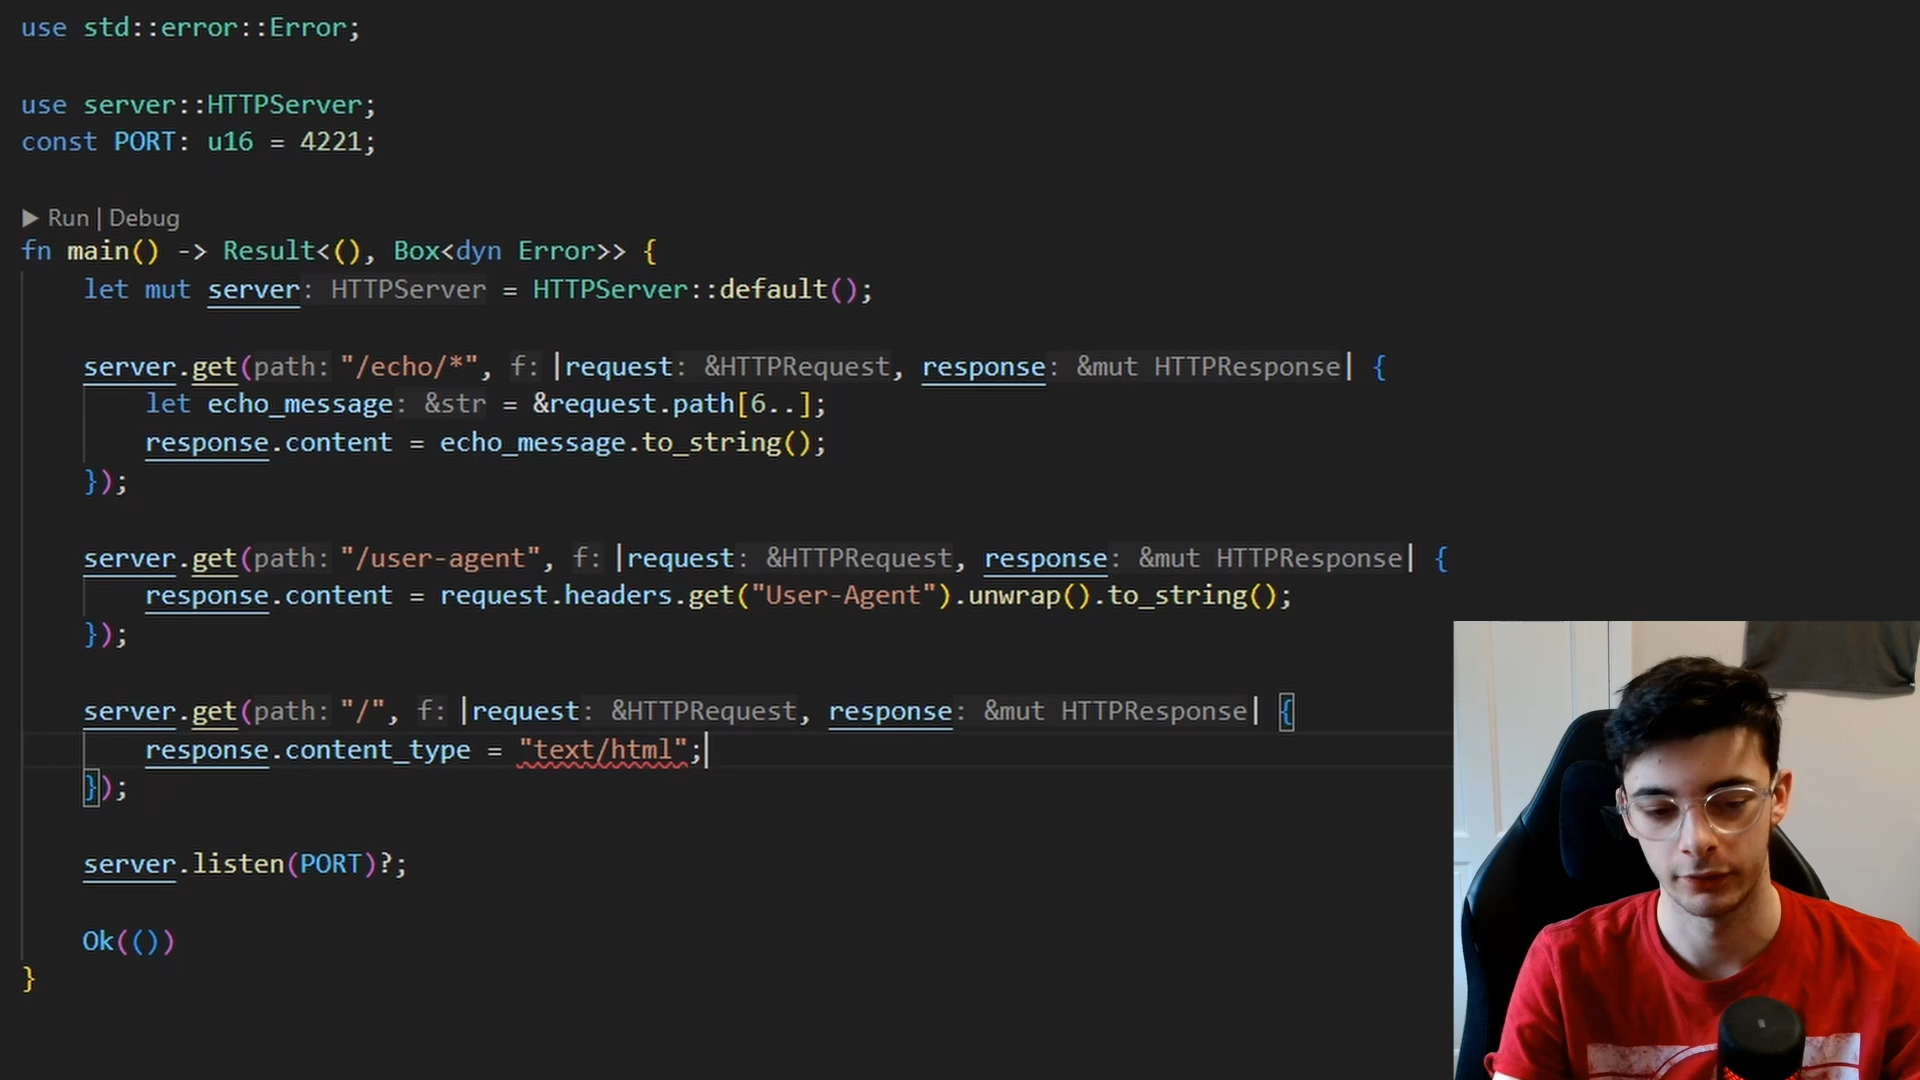 use std::error::Error;
use server::HTTPServer;
const PORT: u16 = 4221;
▶ Run | Debug
fn main() -> Result<(), Box<dyn Error>> {
let mut server: HTTPServer = HTTPServer::default();
server.get(path: "/echo/*", f: |request: &HTTPRequest, response: &mut HTTPResponse| {
let echo_message: &str = &request.path[6..];
response.content = echo_message.to_string();
});
server.get(path: "/user-agent", f: |request: &HTTPRequest, response: &mut HTTPResponse| {
response.content = request.headers.get("User-Agent").unwrap().to_string();
});
server.get(path: "/", f: |request: &HTTPRequest, response: &mut HTTPResponse| {
response.content_type = "text/html";
});
server.listen(PORT)?;
Ok(())
}